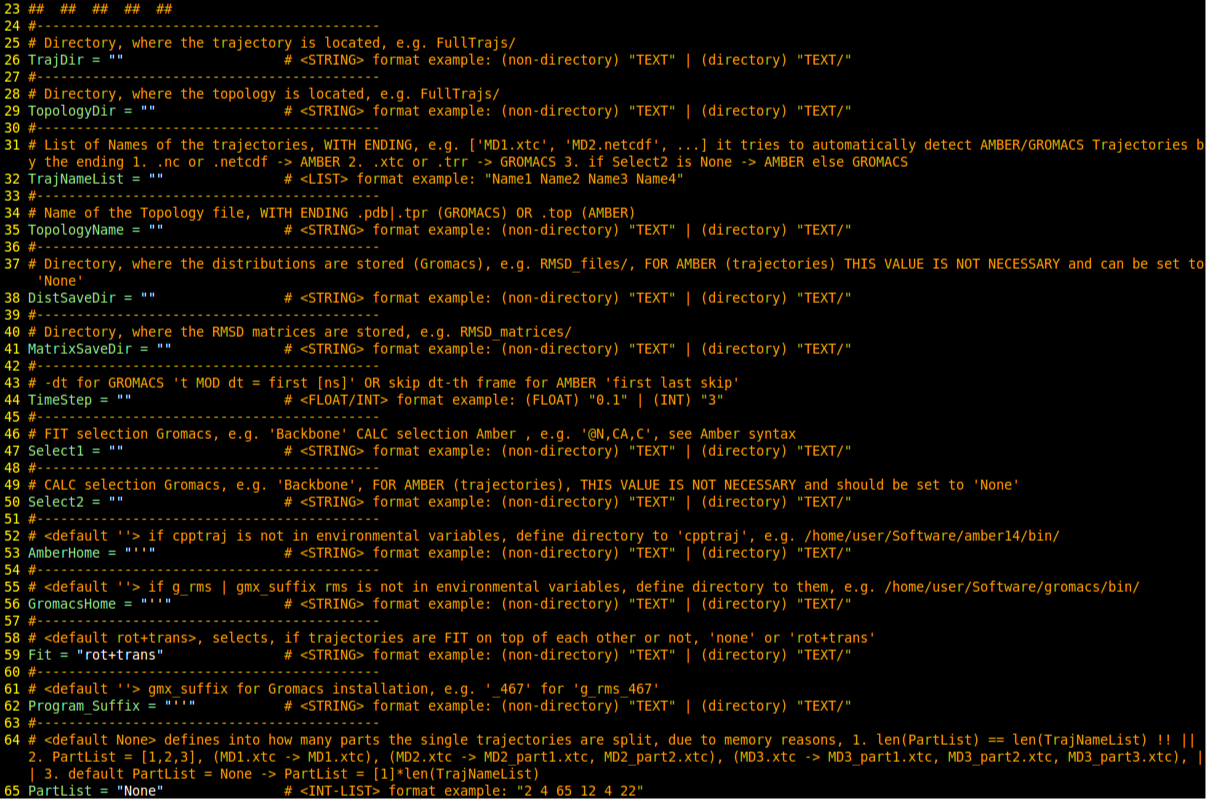 23 ##  ##  ##  ##  ##
24 #-------------------------------------------
25 # Directory, where the trajectory is located, e.g. FullTrajs/
26 TrajDir = ""                    # <STRING> format example: (non-directory) "TEXT" | (directory) "TEXT/"
27 #-------------------------------------------
28 # Directory, where the topology is located, e.g. FullTrajs/
29 TopologyDir = ""                # <STRING> format example: (non-directory) "TEXT" | (directory) "TEXT/"
30 #-------------------------------------------
31 # List of Names of the trajectories, WITH ENDING, e.g. ['MD1.xtc', 'MD2.netcdf', ...] it tries to automatically detect AMBER/GROMACS Trajectories b
y the ending 1. .nc or .netcdf -> AMBER 2. .xtc or .trr -> GROMACS 3. if Select2 is None -> AMBER else GROMACS
32 TrajNameList = ""               # <LIST> format example: "Name1 Name2 Name3 Name4"
33 #-------------------------------------------
34 # Name of the Topology file, WITH ENDING .pdb|.tpr (GROMACS) OR .top (AMBER)
35 TopologyName = ""               # <STRING> format example: (non-directory) "TEXT" | (directory) "TEXT/"
36 #-------------------------------------------
37 # Directory, where the distributions are stored (Gromacs), e.g. RMSD_files/, FOR AMBER (trajectories) THIS VALUE IS NOT NECESSARY and can be set to
 'None'
38 DistSaveDir = ""                # <STRING> format example: (non-directory) "TEXT" | (directory) "TEXT/"
39 #-------------------------------------------
40 # Directory, where the RMSD matrices are stored, e.g. RMSD_matrices/
41 MatrixSaveDir = ""              # <STRING> format example: (non-directory) "TEXT" | (directory) "TEXT/"
42 #-------------------------------------------
43 # -dt for GROMACS 't MOD dt = first [ns]' OR skip dt-th frame for AMBER 'first last skip'
44 TimeStep = ""                   # <FLOAT/INT> format example: (FLOAT) "0.1" | (INT) "3"
45 #-------------------------------------------
46 # FIT selection Gromacs, e.g. 'Backbone' CALC selection Amber , e.g. '@N,CA,C', see Amber syntax
47 Select1 = ""                    # <STRING> format example: (non-directory) "TEXT" | (directory) "TEXT/"
48 #-------------------------------------------
49 # CALC selection Gromacs, e.g. 'Backbone', FOR AMBER (trajectories), THIS VALUE IS NOT NECESSARY and should be set to 'None'
50 Select2 = ""                    # <STRING> format example: (non-directory) "TEXT" | (directory) "TEXT/"
51 #-------------------------------------------
52 # <default ''> if cpptraj is not in environmental variables, define directory to 'cpptraj', e.g. /home/user/Software/amber14/bin/
53 AmberHome = "''"                # <STRING> format example: (non-directory) "TEXT" | (directory) "TEXT/"
54 #-------------------------------------------
55 # <default ''> if g_rms | gmx_suffix rms is not in environmental variables, define directory to them, e.g. /home/user/Software/gromacs/bin/
56 GromacsHome = "''"              # <STRING> format example: (non-directory) "TEXT" | (directory) "TEXT/"
57 #-------------------------------------------
58 # <default rot+trans>, selects, if trajectories are FIT on top of each other or not, 'none' or 'rot+trans'
59 Fit = "rot+trans"               # <STRING> format example: (non-directory) "TEXT" | (directory) "TEXT/"
60 #-------------------------------------------
61 # <default ''> gmx_suffix for Gromacs installation, e.g. '_467' for 'g_rms_467'
62 Program_Suffix = "''"           # <STRING> format example: (non-directory) "TEXT" | (directory) "TEXT/"
63 #-------------------------------------------
64 # <default None> defines into how many parts the single trajectories are split, due to memory reasons, 1. len(PartList) == len(TrajNameList) !! ||
2. PartList = [1,2,3], (MD1.xtc -> MD1.xtc), (MD2.xtc -> MD2_part1.xtc, MD2_part2.xtc), (MD3.xtc -> MD3_part1.xtc, MD3_part2.xtc, MD3_part3.xtc), |
| 3. default PartList = None -> PartList = [1]*len(TrajNameList)
65 PartList = "None"               # <INT-LIST> format example: "2 4 65 12 4 22"